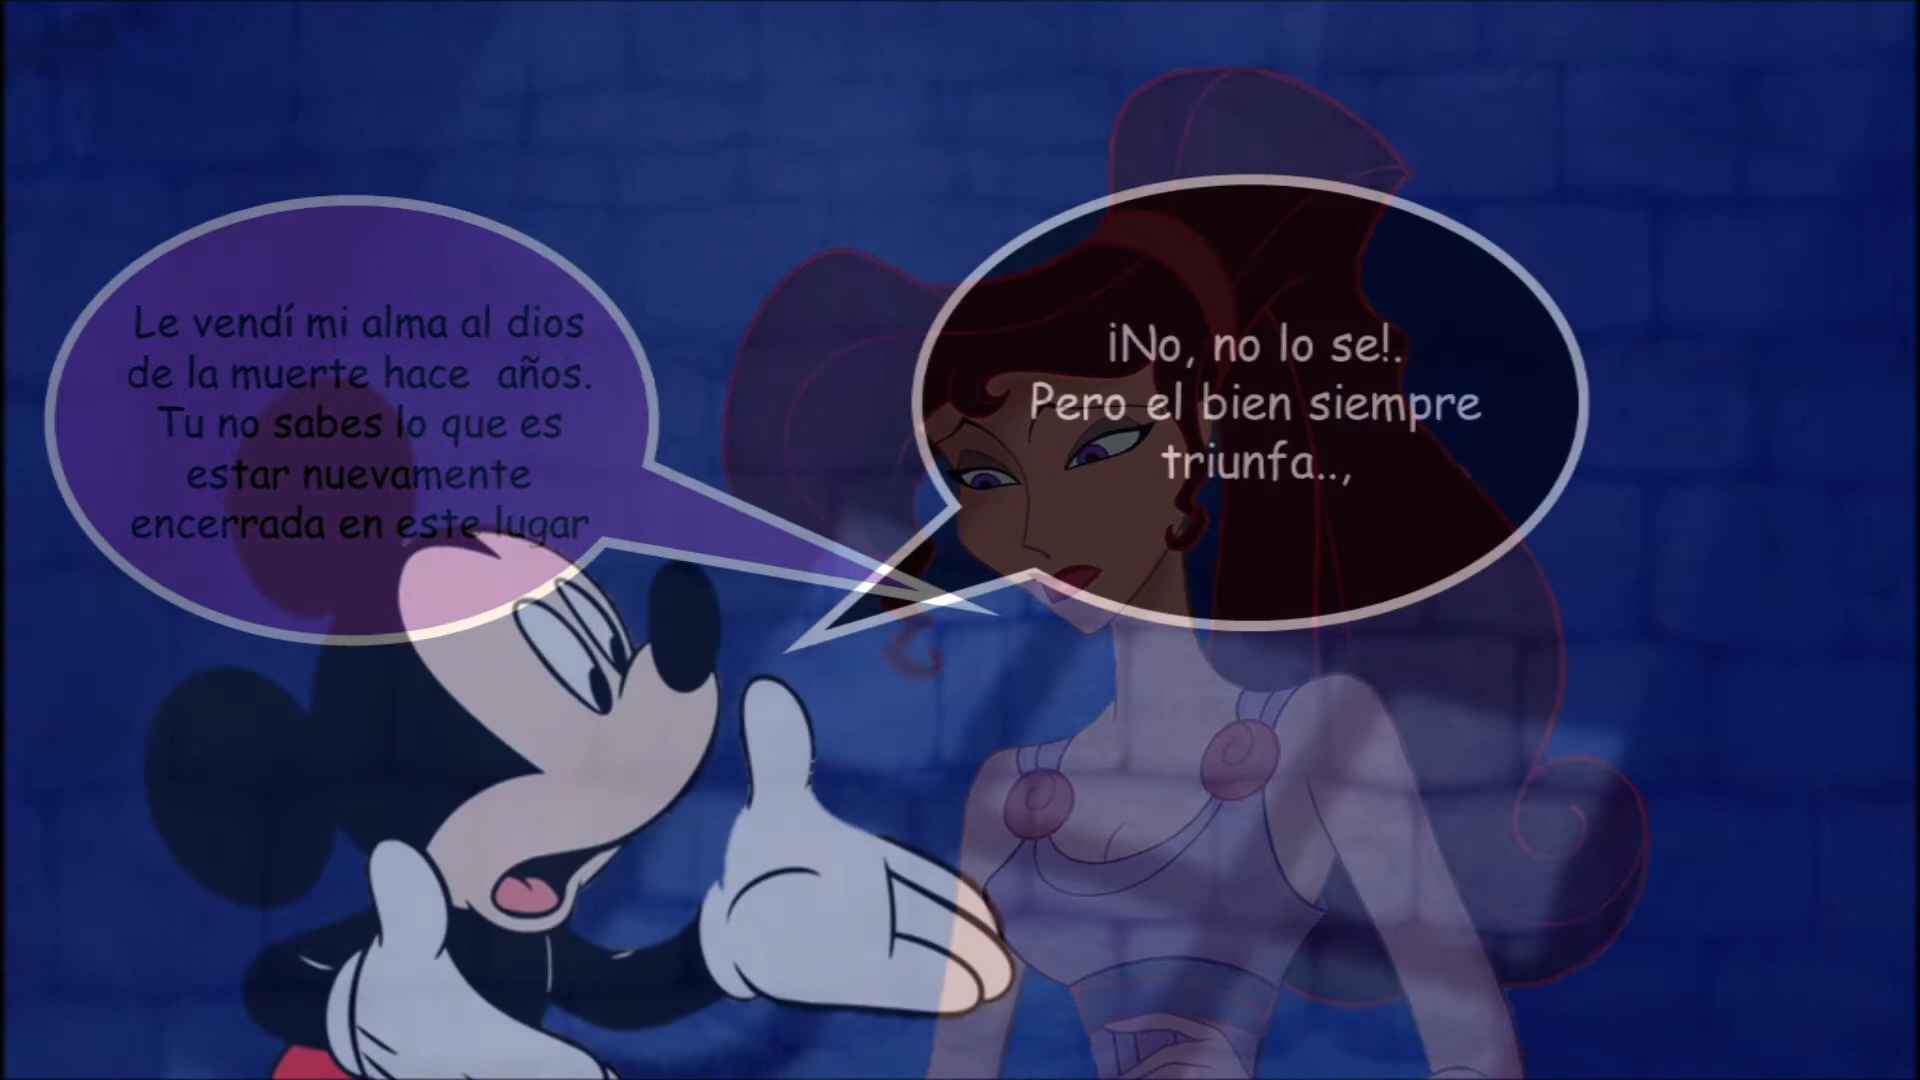 Le vendí mi alma al dios
de la muerte hace años.
Tu no sabes lo que es
estar nuevamente
encerrada en este lugar
¡No, no lo se!.
Pero el bien siempre
triunfa..,